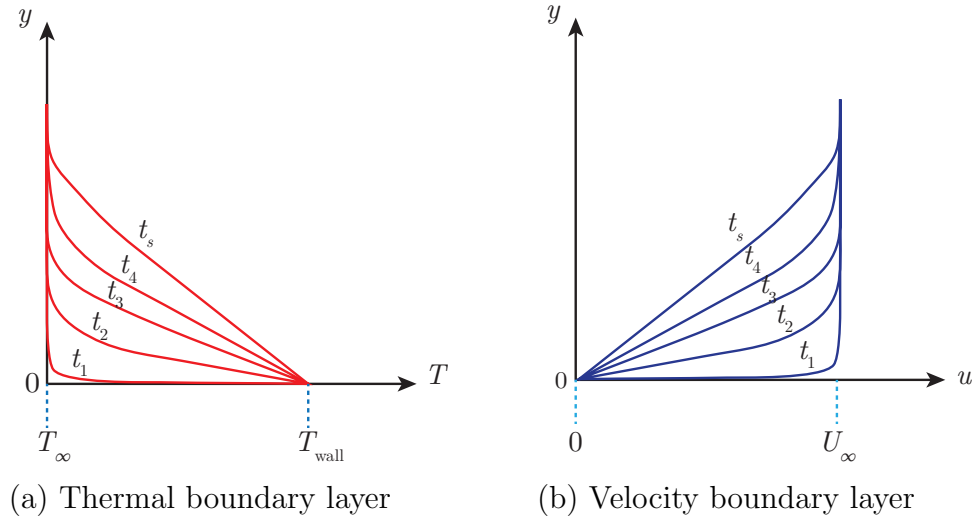 y
t_s
t_4
t_3
t_2
t_1
0
T
T_∞
T_wall
(a) Thermal boundary layer
y
t_s
t_4
t_3
t_2
t_1
0
u
0
U_∞
(b) Velocity boundary layer